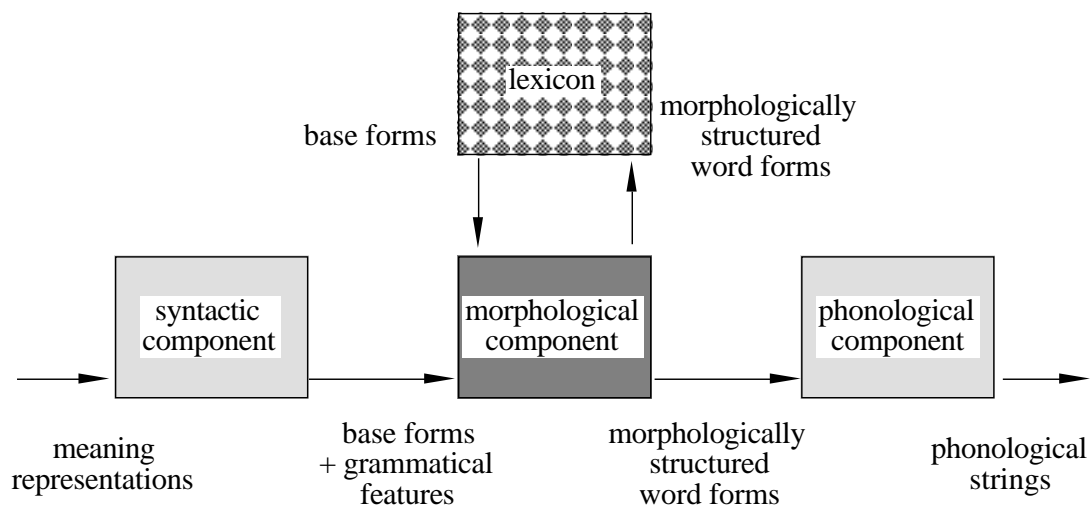 lexicon
base forms
morphologically
structured
word forms
syntactic
component
morphological
component
phonological
component
meaning
representations
base forms
+ grammatical
features
morphologically
structured
word forms
phonological
strings